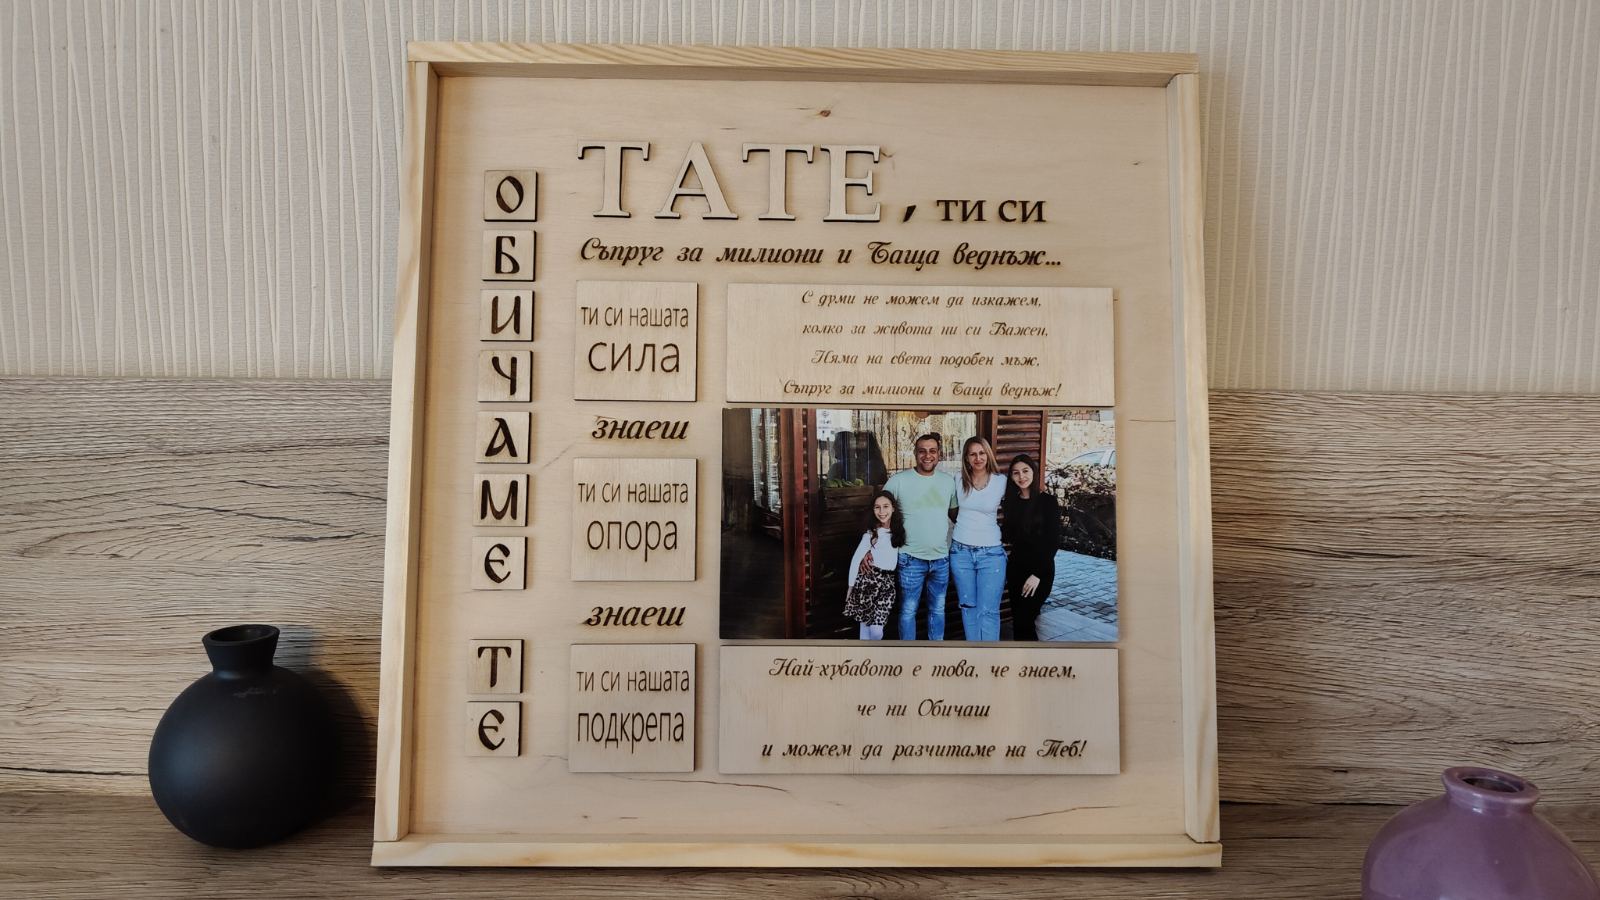 ОБИЧАМЕ ТЕ
ТАТЕ, ТИ СИ
Съпруг за милиони и Баща веднъж...
ти си нашата
сила
знаеш
ти си нашата
опора
знаеш
ти си нашата
подкрепа
С думи не можем да изкажем,
колко за живота ни си Важен,
Няма на света подобен мъж,
Съпруг за милиони и Баща веднъж!
Най-хубавото е това, че знаем,
че ни Обичаш
и можем да разчитаме на Теб!